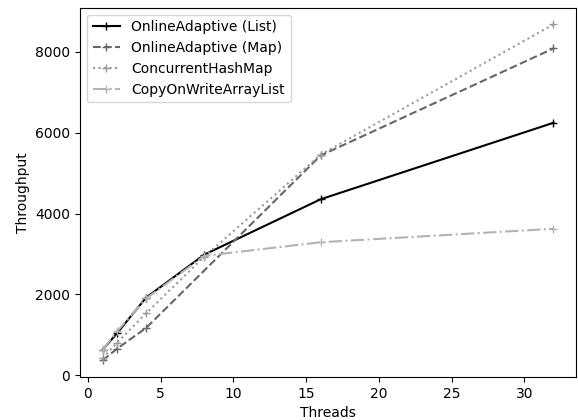 OnlineAdaptive (List)
OnlineAdaptive (Map)
ConcurrentHashMap
CopyOnWriteArrayList
8000
6000
4000
2000
0
Throughput
0 5 10 15 20 25 30
Threads